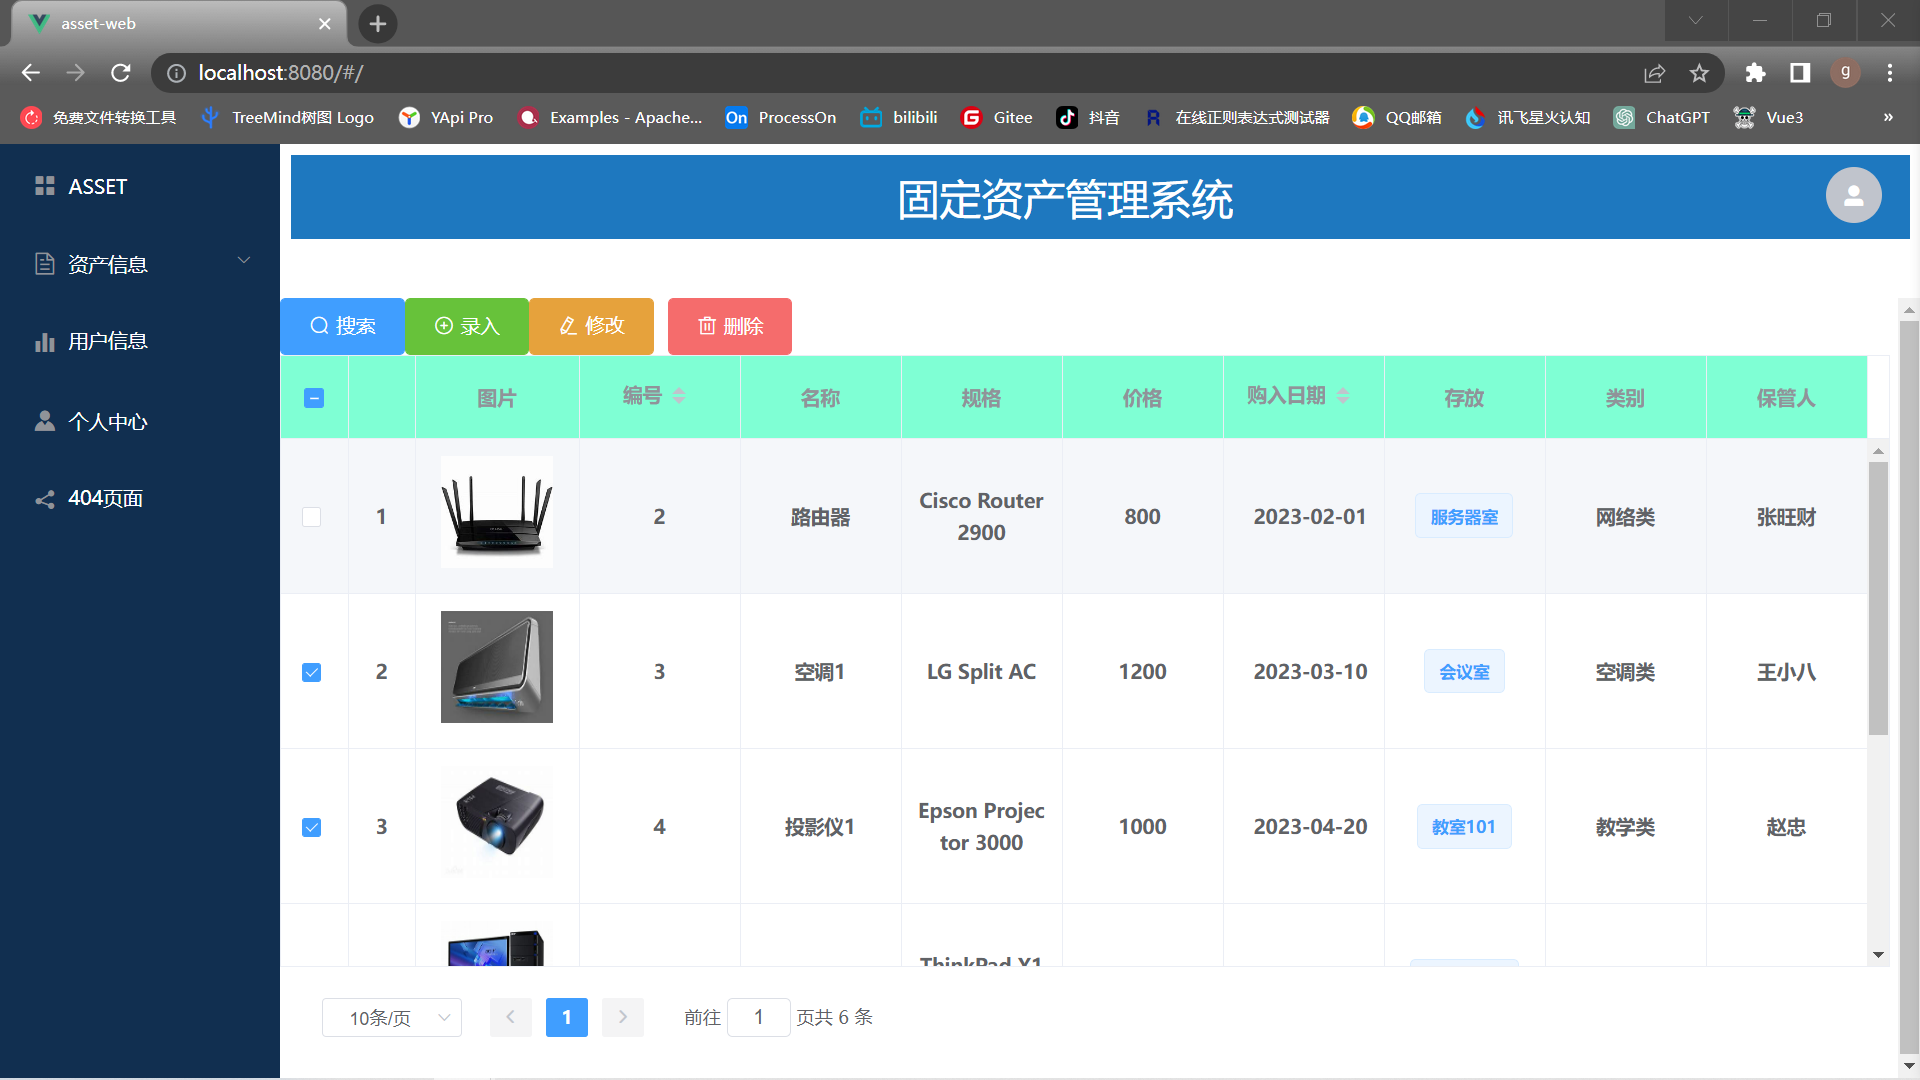 asset-web
localhost:8080/#/
g
免费文件转换工具 TreeMind树图 Logo YApi Pro Examples - Apache... On ProcessOn bilibili Gitee 抖音 R 在线正则表达式测试器 QQ邮箱 讯飞星火认知 ChatGPT Vue3 »
ASSET
资产信息
用户信息
个人中心
404页面
固定资产管理系统
搜索 录入 修改 删除
图片 编号 名称 规格 价格 购入日期 存放 类别 保管人
1 2 路由器 Cisco Router 2900 800 2023-02-01 服务器室 网络类 张旺财
2 3 空调1 LG Split AC 1200 2023-03-10 会议室 空调类 王小八
3 4 投影仪1 Epson Projec
tor 3000 1000 2023-04-20 教室101 教学类 赵忠
ThinkPad X1
10条/页 1 前往 1 页共 6 条